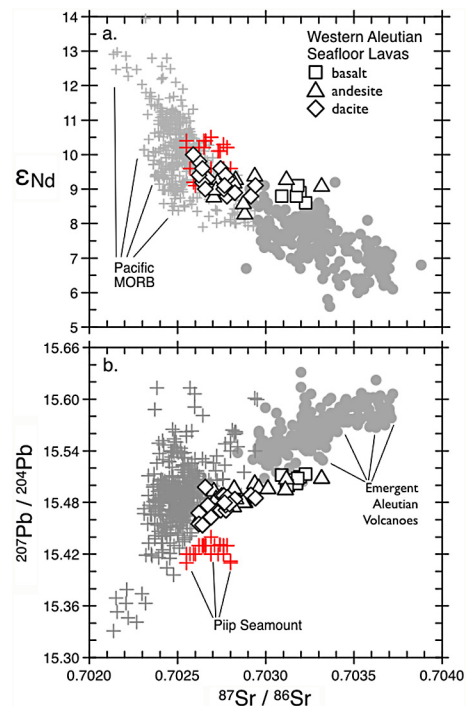 14
13
12
11
10
9
8
7
6
5
εNd
a.
Western Aleutian
Seafloor Lavas
basalt
andesite
dacite
Pacific
MORB
15.66
15.60
15.54
15.48
15.42
15.36
15.30
207Pb / 204Pb
b.
Emergent
Aleutian
Volcanoes
Piip Seamount
0.7020
0.7025
0.7030
0.7035
0.7040
87Sr / 86Sr